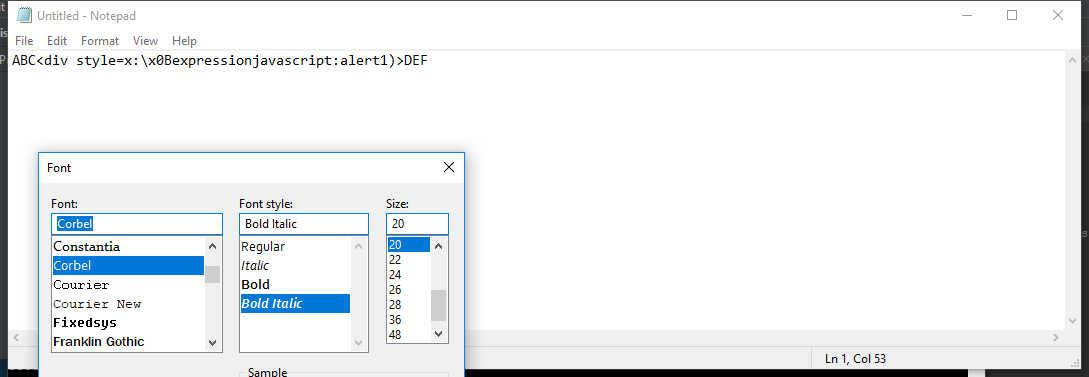 Untitled - Notepad
File Edit Format View Help
ABC<div style=x:\x0Bexpressionjavascript:alert1)>DEF
Font
Font: Font style: Size:
Corbel Bold Italic 20
Constantia Regular 20
Corbel Italic 22
Courier Bold 24
Courier New Bold Italic 26
Fixedsys 28
Franklin Gothic 36
48
Ln 1, Col 53
Sample